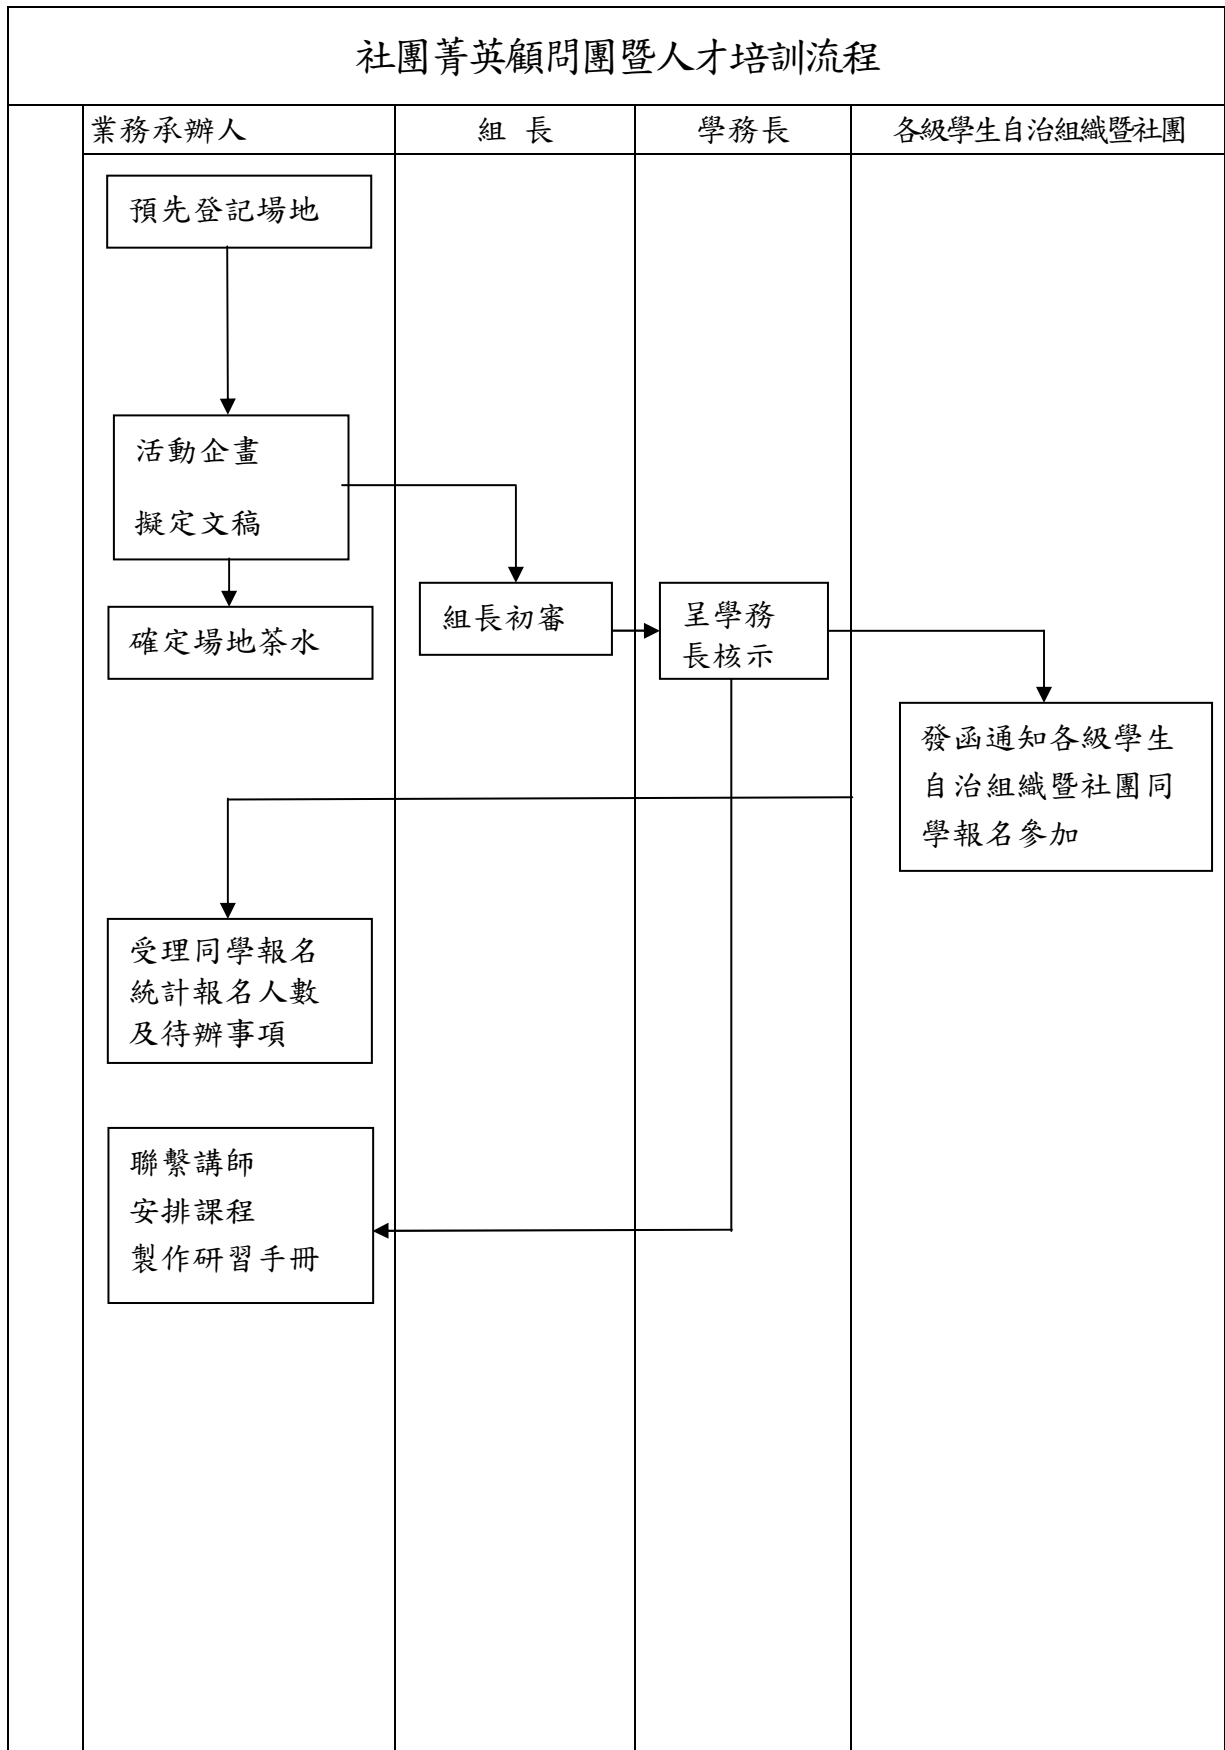 社團菁英顧問團暨人才培訓流程
業務承辦人
組 長
學務長
各級學生自治組織暨社團
預先登記場地
活動企畫
擬定文稿
確定場地茶水
組長初審
呈學務
長核示
發函通知各級學生
自治組織暨社團同
學報名參加
受理同學報名
統計報名人數
及待辦事項
聯繫講師
安排課程
製作研習手冊